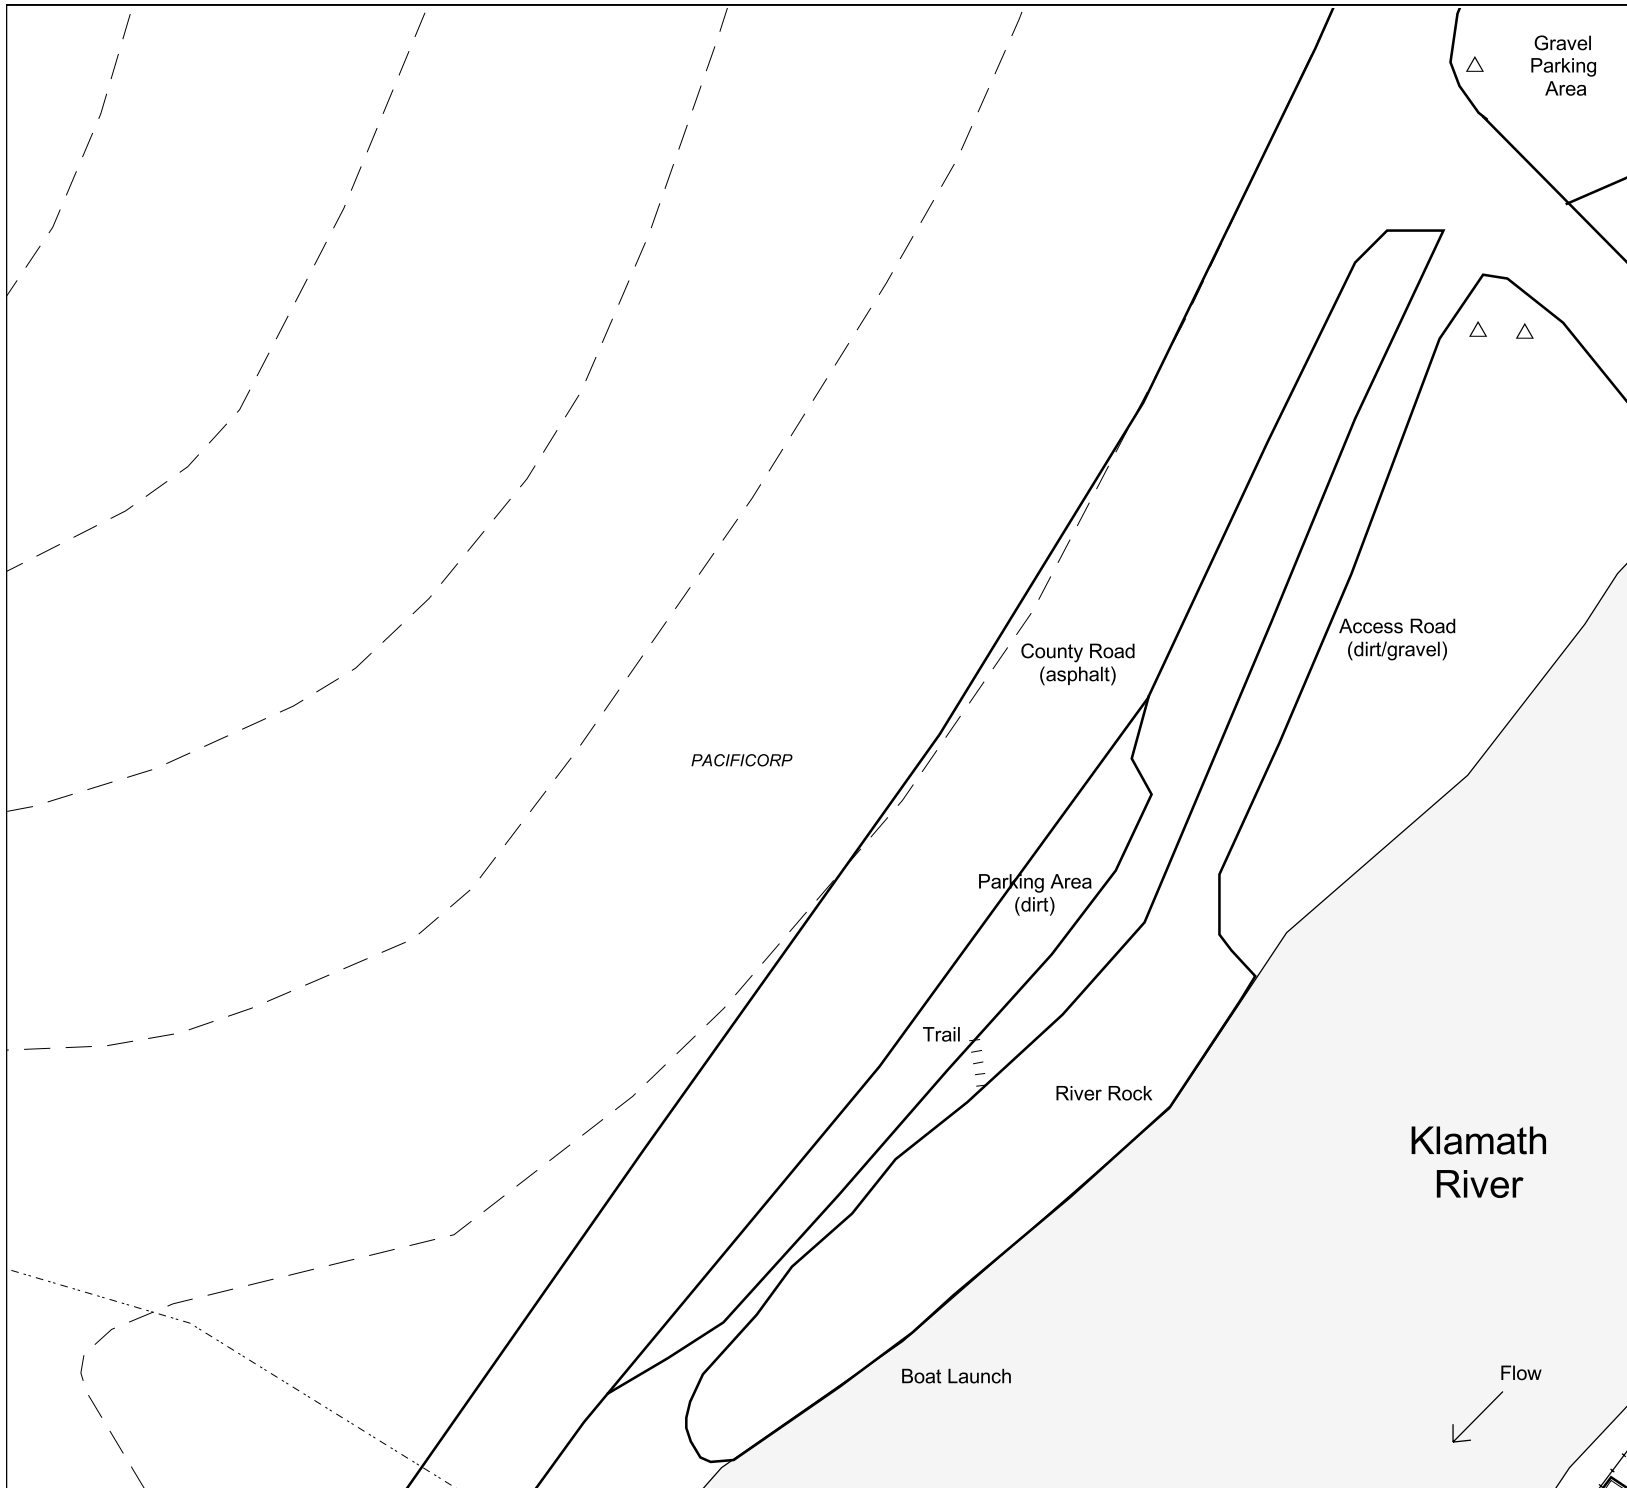 Gravel
Parking
Area
Access Road
(dirt/gravel)
County Road
(asphalt)
PACIFICORP
Parking Area
(dirt)
Trail
River Rock
Klamath
River
Boat Launch
Flow